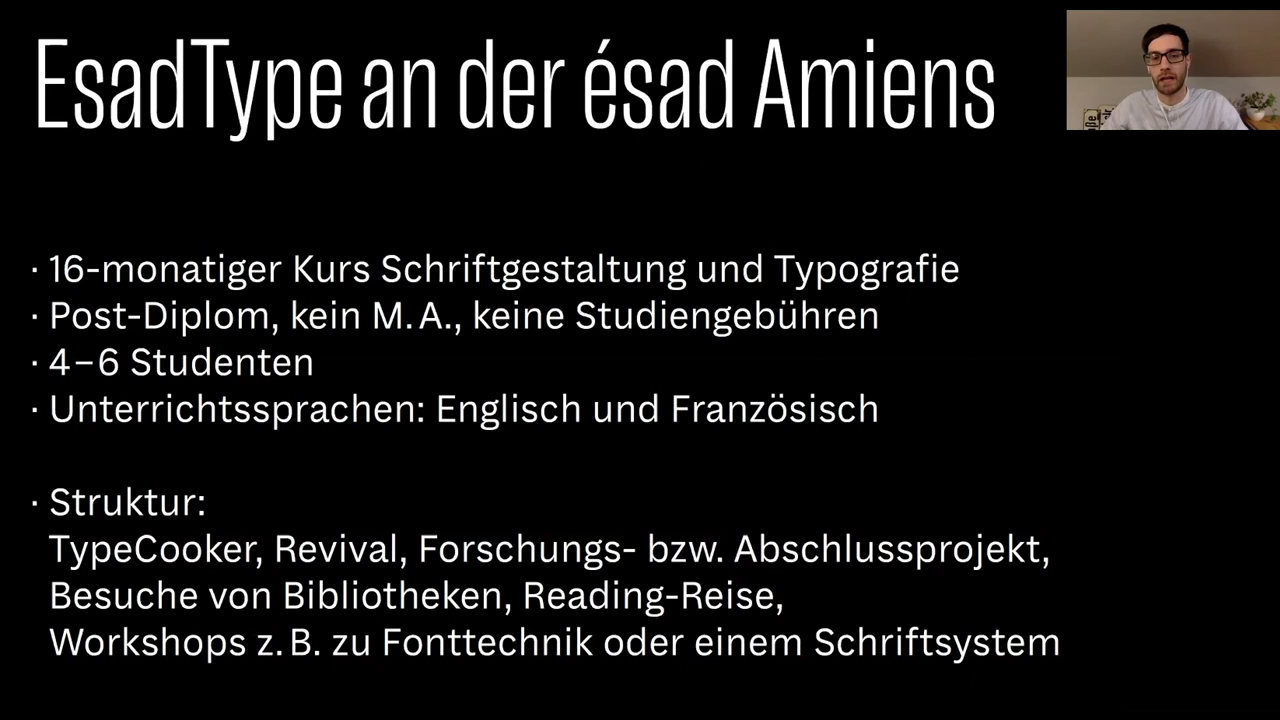 EsadType an der ésad Amiens
· 16-monatiger Kurs Schriftgestaltung und Typografie
· Post-Diplom, kein M. A., keine Studiengebühren
· 4–6 Studenten
· Unterrichtssprachen: Englisch und Französisch
· Struktur:
TypeCooker, Revival, Forschungs- bzw. Abschlussprojekt,
Besuche von Bibliotheken, Reading-Reise,
Workshops z. B. zu Fonttechnik oder einem Schriftsystem